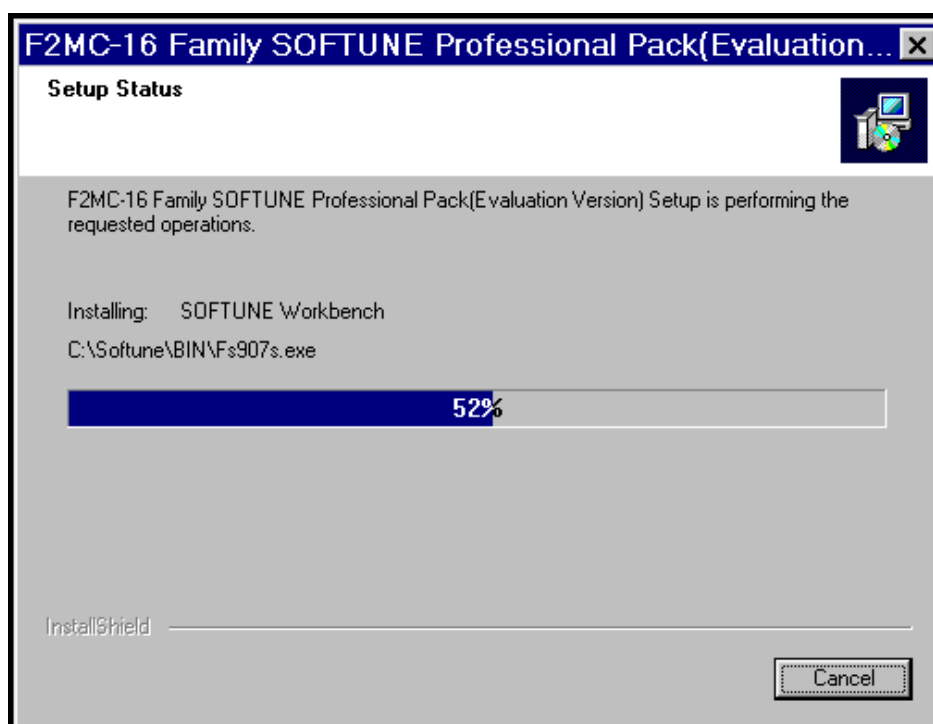 F2MC-16 Family SOFTUNE Professional Pack(Evaluation...
Setup Status
F2MC-16 Family SOFTUNE Professional Pack(Evaluation Version) Setup is performing the
requested operations.
Installing: SOFTUNE Workbench
C:\Softune\BIN\Fs907s.exe
52%
InstallShield
Cancel